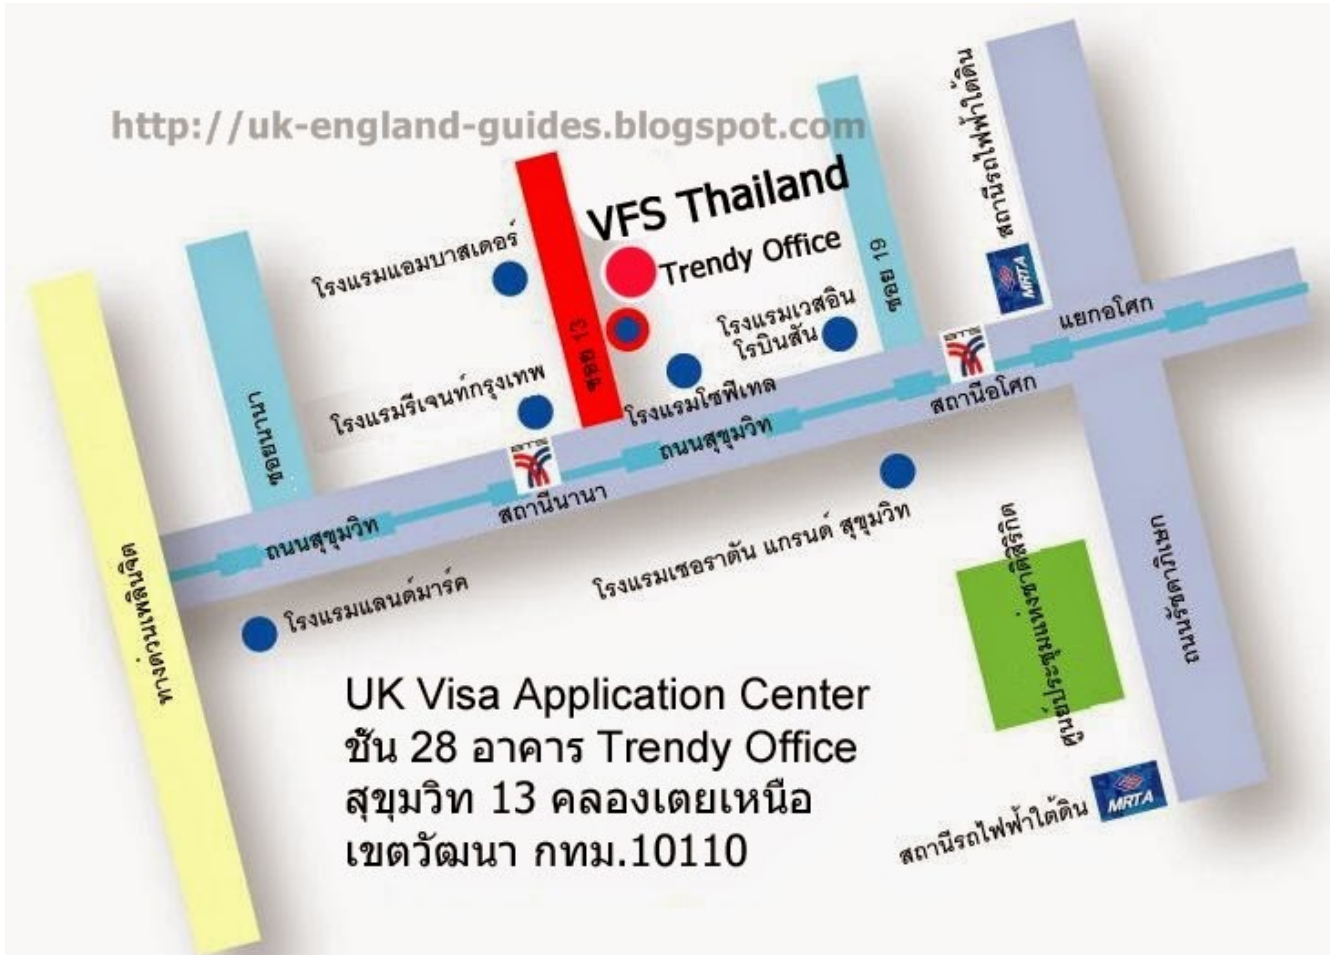 http://uk-england-guides.blogspot.com
สถานีรถไฟฟ้าใต้ดิน
MRTA
VFS Thailand
Trendy Office
โรงแรมแอมบาสเดอร์
ซอย 13
ซอย 19
โรงแรมเวสอิน
โรบินสัน
แยกอโศก
BTS
สถานีอโศก
โรงแรมรีเจนท์กรุงเทพ
โรงแรมโซฟีเทล
ถนนสุขุมวิท
ซอยนานา
BTS
สถานีนานา
ถนนสุขุมวิท
โรงแรมเชอราตัน แกรนด์ สุขุมวิท
โรงแรมแลนด์มาร์ค
ทางด่วนเพลินจิต
ศูนย์ประชุมแห่งชาติสิริกิต
ถนนรัชดาภิเษก
UK Visa Application Center
ชั้น 28 อาคาร Trendy Office
สุขุมวิท 13 คลองเตยเหนือ
เขตวัฒนา กทม.10110
MRTA
สถานีรถไฟฟ้าใต้ดิน